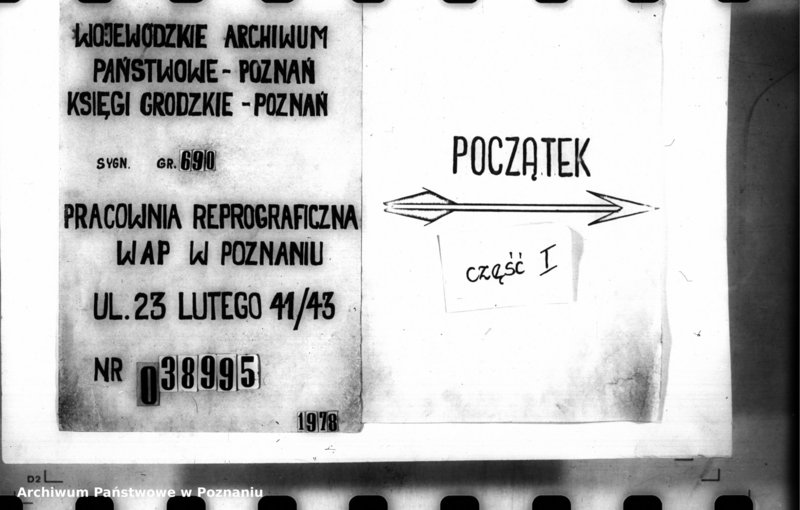 WOJEWÓDZKIE ARCHIWUM
PAŃSTWOWE - POZNAŃ
KSIĘGI GRODZKIE - POZNAŃ
SYGN. GR. 690
PRACOWNIA REPROGRAFICZNA
WAP W POZNANIU
UL. 23 LUTEGO 41/43
NR 038995
1978
POCZĄTEK
część I
D2
Archiwum Państwowe w Poznaniu